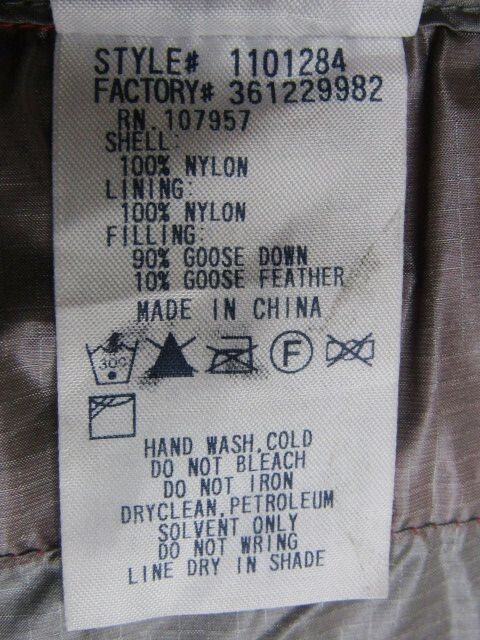 STYLE# 1101284
FACTORY# 361229982
RN. 107957
SHELL:
100% NYLON
LINING:
100% NYLON
FILLING:
90% GOOSE DOWN
10% GOOSE FEATHER
MADE IN CHINA
30C F
HAND WASH,COLD
DO NOT BLEACH
DO NOT IRON
DRYCLEAN,PETROLEUM
SOLVENT ONLY
DO NOT WRING
LINE DRY IN SHADE